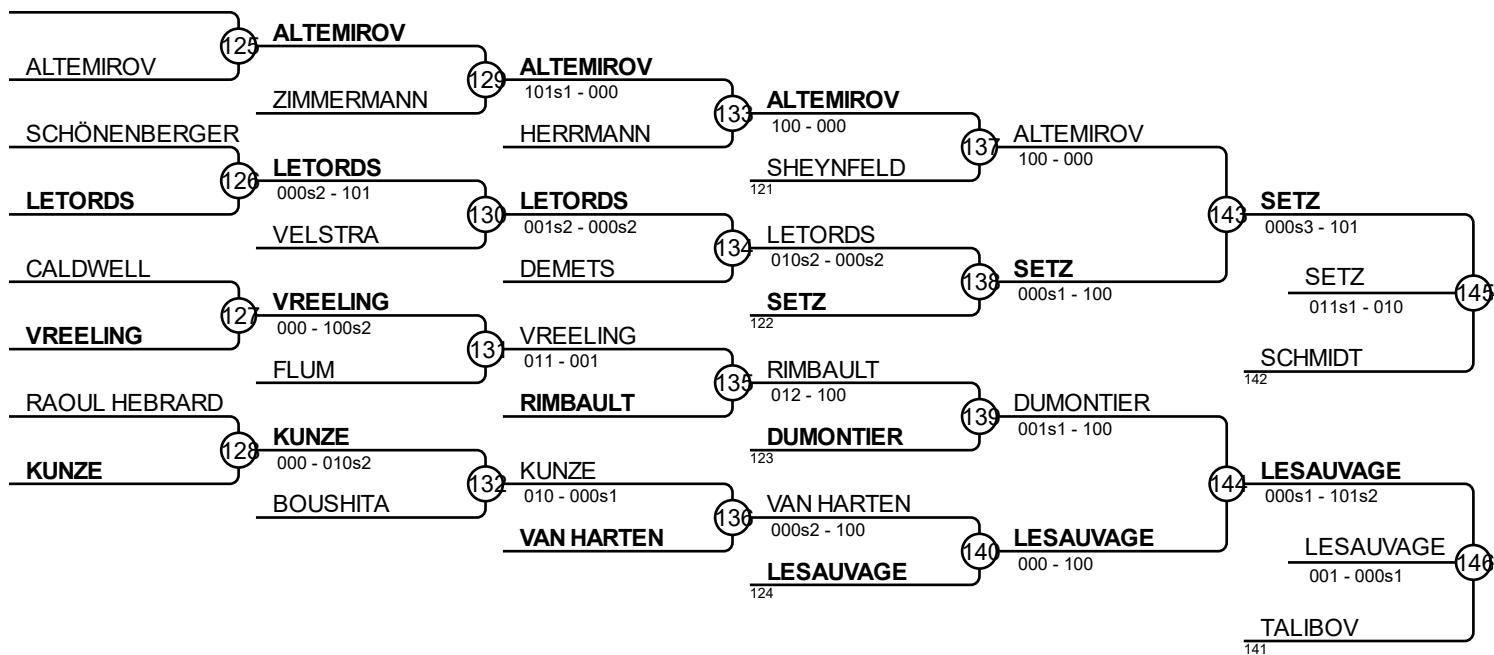 125
ALTEMIROV
ALTEMIROV
129
ALTEMIROV
101s1 - 000
ZIMMERMANN
133
ALTEMIROV
100 - 000
SCHÖNENBERGER
HERRMANN
137
ALTEMIROV
100 - 000
126
LETORDS
000s2 - 101
SHEYNFELD
121
LETORDS
130
LETORDS
001s2 - 000s2
143
SETZ
000s3 - 101
VELSTRA
134
LETORDS
010s2 - 000s2
CALDWELL
DEMETS
138
SETZ
000s1 - 100
SETZ
011s1 - 010
145
127
VREELING
000 - 100s2
SETZ
122
VREELING
131
VREELING
011 - 001
SCHMIDT
142
FLUM
135
RIMBAULT
012 - 100
RAOUL HEBRARD
RIMBAULT
139
DUMONTIER
001s1 - 100
128
KUNZE
000 - 010s2
DUMONTIER
123
KUNZE
132
KUNZE
010 - 000s1
144
LESAUVAGE
000s1 - 101s2
BOUSHITA
136
VAN HARTEN
000s2 - 100
VAN HARTEN
140
LESAUVAGE
000 - 100
LESAUVAGE
001 - 000s1
146
LESAUVAGE
124
TALIBOV
141